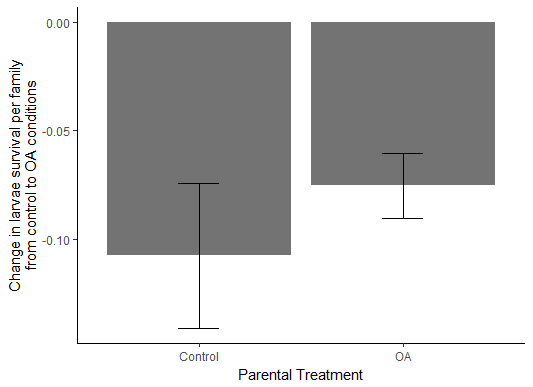 Change in larvae survival per family
from control to OA conditions
0.00
-0.05
-0.10
Control
OA
Parental Treatment